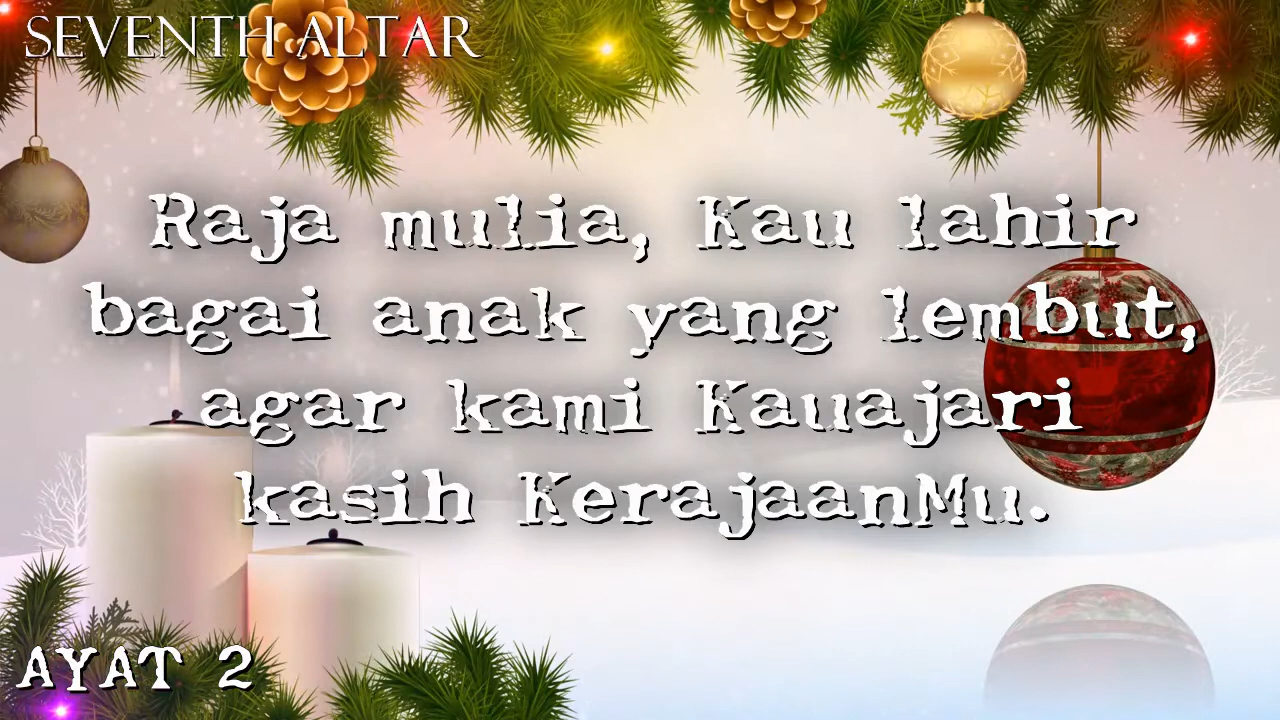 SEVENTH ALTAR
Raja mulia, Kau lahir
bagai anak yang lembut,
agar kami Kauajari
kasih KerajaanMu.
AYAT 2